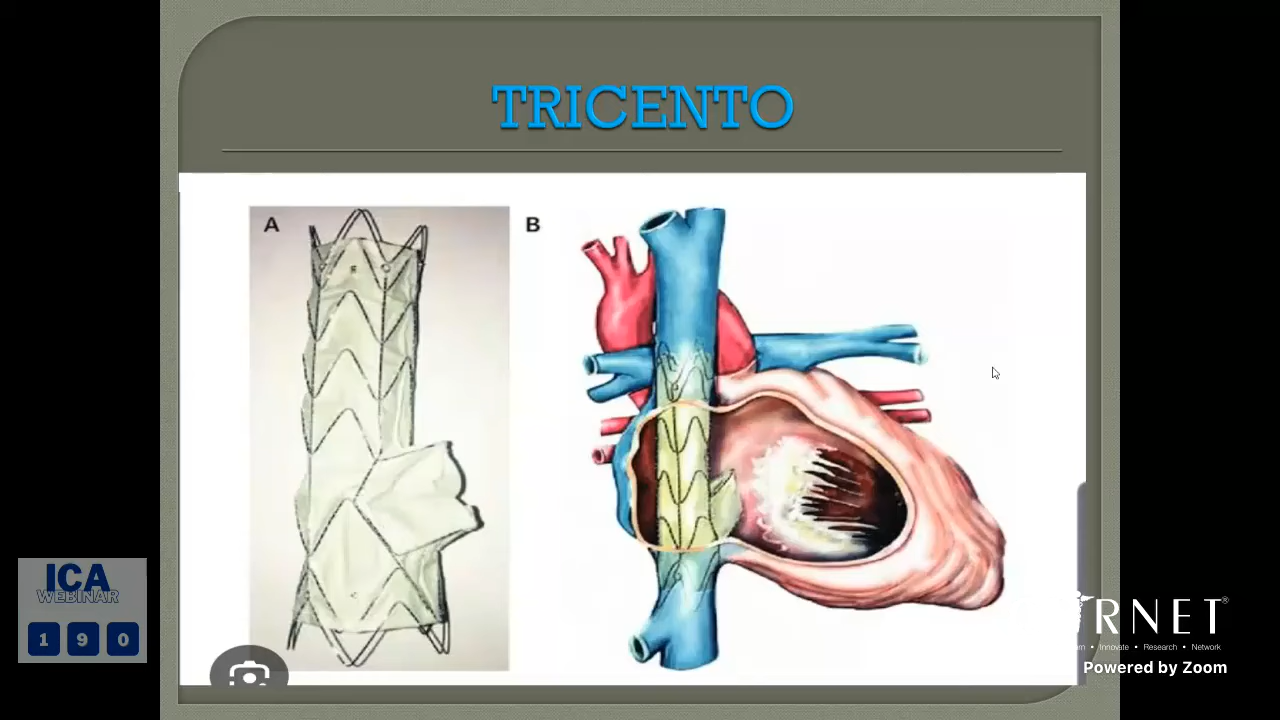 TRICENTO
A
B
ICA
WEBINAR
1 9 0
RNET®
• Innovate • Research • Network
Powered by Zoom